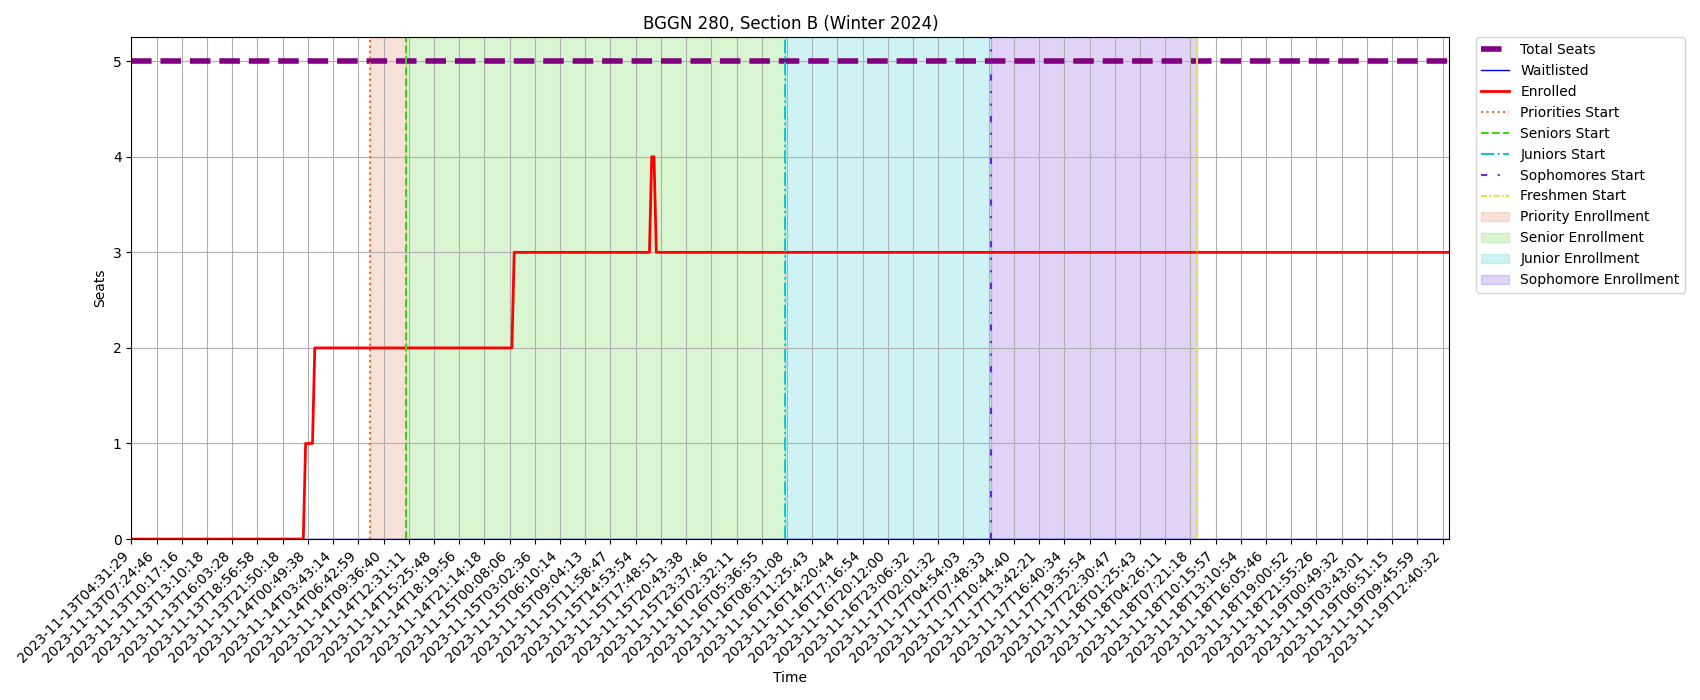 BGGN 280, Section B (Winter 2024)
Total Seats
Waitlisted
Enrolled
Priorities Start
Seniors Start
Juniors Start
Sophomores Start
Freshmen Start
Priority Enrollment
Senior Enrollment
Junior Enrollment
Sophomore Enrollment
5
4
3
2
1
0
Seats
2023-11-13T04:31:29
2023-11-13T07:24:46
2023-11-13T10:17:16
2023-11-13T13:10:18
2023-11-13T16:03:28
2023-11-13T18:56:58
2023-11-13T21:50:18
2023-11-14T00:49:38
2023-11-14T03:43:14
2023-11-14T06:42:59
2023-11-14T09:36:40
2023-11-14T12:31:11
2023-11-14T15:25:48
2023-11-14T18:19:56
2023-11-14T21:14:18
2023-11-15T00:08:06
2023-11-15T03:02:36
2023-11-15T06:10:14
2023-11-15T09:04:13
2023-11-15T11:58:47
2023-11-15T14:53:54
2023-11-15T17:48:51
2023-11-15T20:43:38
2023-11-15T23:37:46
2023-11-16T02:32:11
2023-11-16T05:36:55
2023-11-16T08:31:08
2023-11-16T11:25:43
2023-11-16T14:20:44
2023-11-16T17:16:54
2023-11-16T20:12:00
2023-11-16T23:06:32
2023-11-17T02:01:32
2023-11-17T04:54:03
2023-11-17T07:48:33
2023-11-17T10:44:40
2023-11-17T13:42:21
2023-11-17T16:40:34
2023-11-17T19:35:54
2023-11-17T22:30:47
2023-11-18T01:25:43
2023-11-18T04:26:11
2023-11-18T07:21:18
2023-11-18T10:15:57
2023-11-18T13:10:54
2023-11-18T16:05:46
2023-11-18T19:00:52
2023-11-18T21:55:26
2023-11-19T00:49:32
2023-11-19T03:43:01
2023-11-19T06:51:15
2023-11-19T09:45:59
2023-11-19T12:40:32
Time